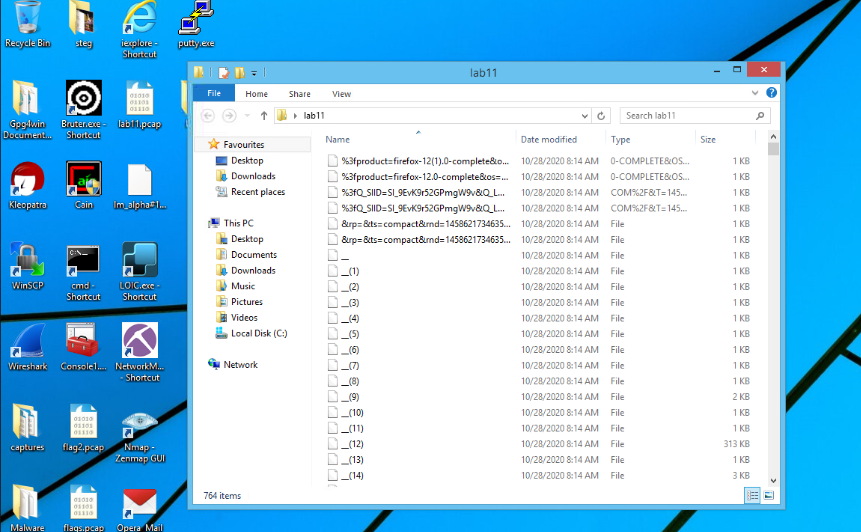 Recycle Bin
steg
iexplore - Shortcut
putty.exe
Gpg4win Documen...
Bruter.exe - Shortcut
lab11.pcap
Kleopatra
Cain
lm_alpha#1...
WinSCP
cmd - Shortcut
LOIC.exe - Shortcut
Wireshark
Console1....
NetworkM... - Shortcut
captures
flag2.pcap
Nmap - Zenmap GUI
Malware
flags.pcap
Opera_Mail
lab11
File Home Share View
lab11
Search lab11
Favourites
Desktop
Downloads
Recent places
This PC
Desktop
Documents
Downloads
Music
Pictures
Videos
Local Disk (C:)
Network
Name Date modified Type Size
%3fproduct=firefox-12(1).0-complete&o... 10/28/2020 8:14 AM 0-COMPLETE&OS... 1 KB
%3fproduct=firefox-12.0-complete&os=... 10/28/2020 8:14 AM 0-COMPLETE&OS... 1 KB
%3fQ_SIID=SI_9EvK9r52GPmgW9v&Q_L... 10/28/2020 8:14 AM COM%2F&T=145... 1 KB
%3fQ_SIID=SI_9EvK9r52GPmgW9v&Q_L... 10/28/2020 8:14 AM COM%2F&T=145... 1 KB
&rp=&ts=compact&rnd=1458621734635... 10/28/2020 8:14 AM File 1 KB
&rp=&ts=compact&rnd=1458621734635... 10/28/2020 8:14 AM File 1 KB
__ 10/28/2020 8:14 AM File 1 KB
__(1) 10/28/2020 8:14 AM File 1 KB
__(2) 10/28/2020 8:14 AM File 1 KB
__(3) 10/28/2020 8:14 AM File 1 KB
__(4) 10/28/2020 8:14 AM File 1 KB
__(5) 10/28/2020 8:14 AM File 1 KB
__(6) 10/28/2020 8:14 AM File 1 KB
__(7) 10/28/2020 8:14 AM File 1 KB
__(8) 10/28/2020 8:14 AM File 1 KB
__(9) 10/28/2020 8:14 AM File 2 KB
__(10) 10/28/2020 8:14 AM File 1 KB
__(11) 10/28/2020 8:14 AM File 1 KB
__(12) 10/28/2020 8:14 AM File 313 KB
__(13) 10/28/2020 8:14 AM File 1 KB
__(14) 10/28/2020 8:14 AM File 3 KB
764 items